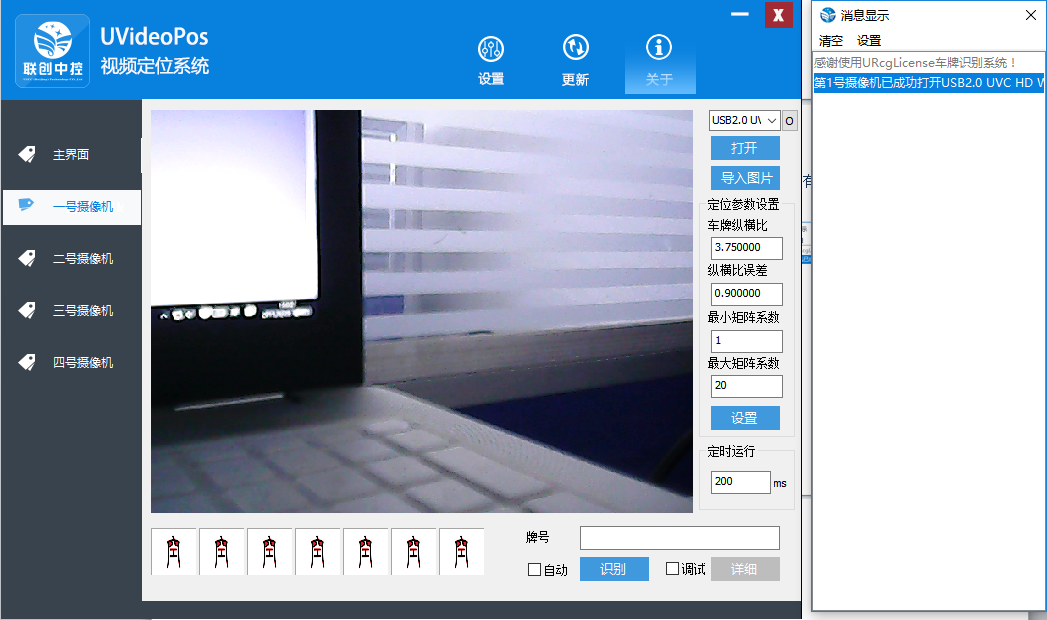 UVideoPos
视频定位系统
联创中控
设置
更新
关于
X
主界面
一号摄像机
二号摄像机
三号摄像机
四号摄像机
USB2.0 U
O
打开
导入图片
定位参数设置
车牌纵横比
3.750000
纵横比误差
0.900000
最小矩阵系数
1
最大矩阵系数
20
设置
定时运行
200
ms
牌号
自动
识别
调试
详细
消息显示
清空 设置
感谢使用URcgLicense车牌识别系统！
第1号摄像机已成功打开USB2.0 UVC HD